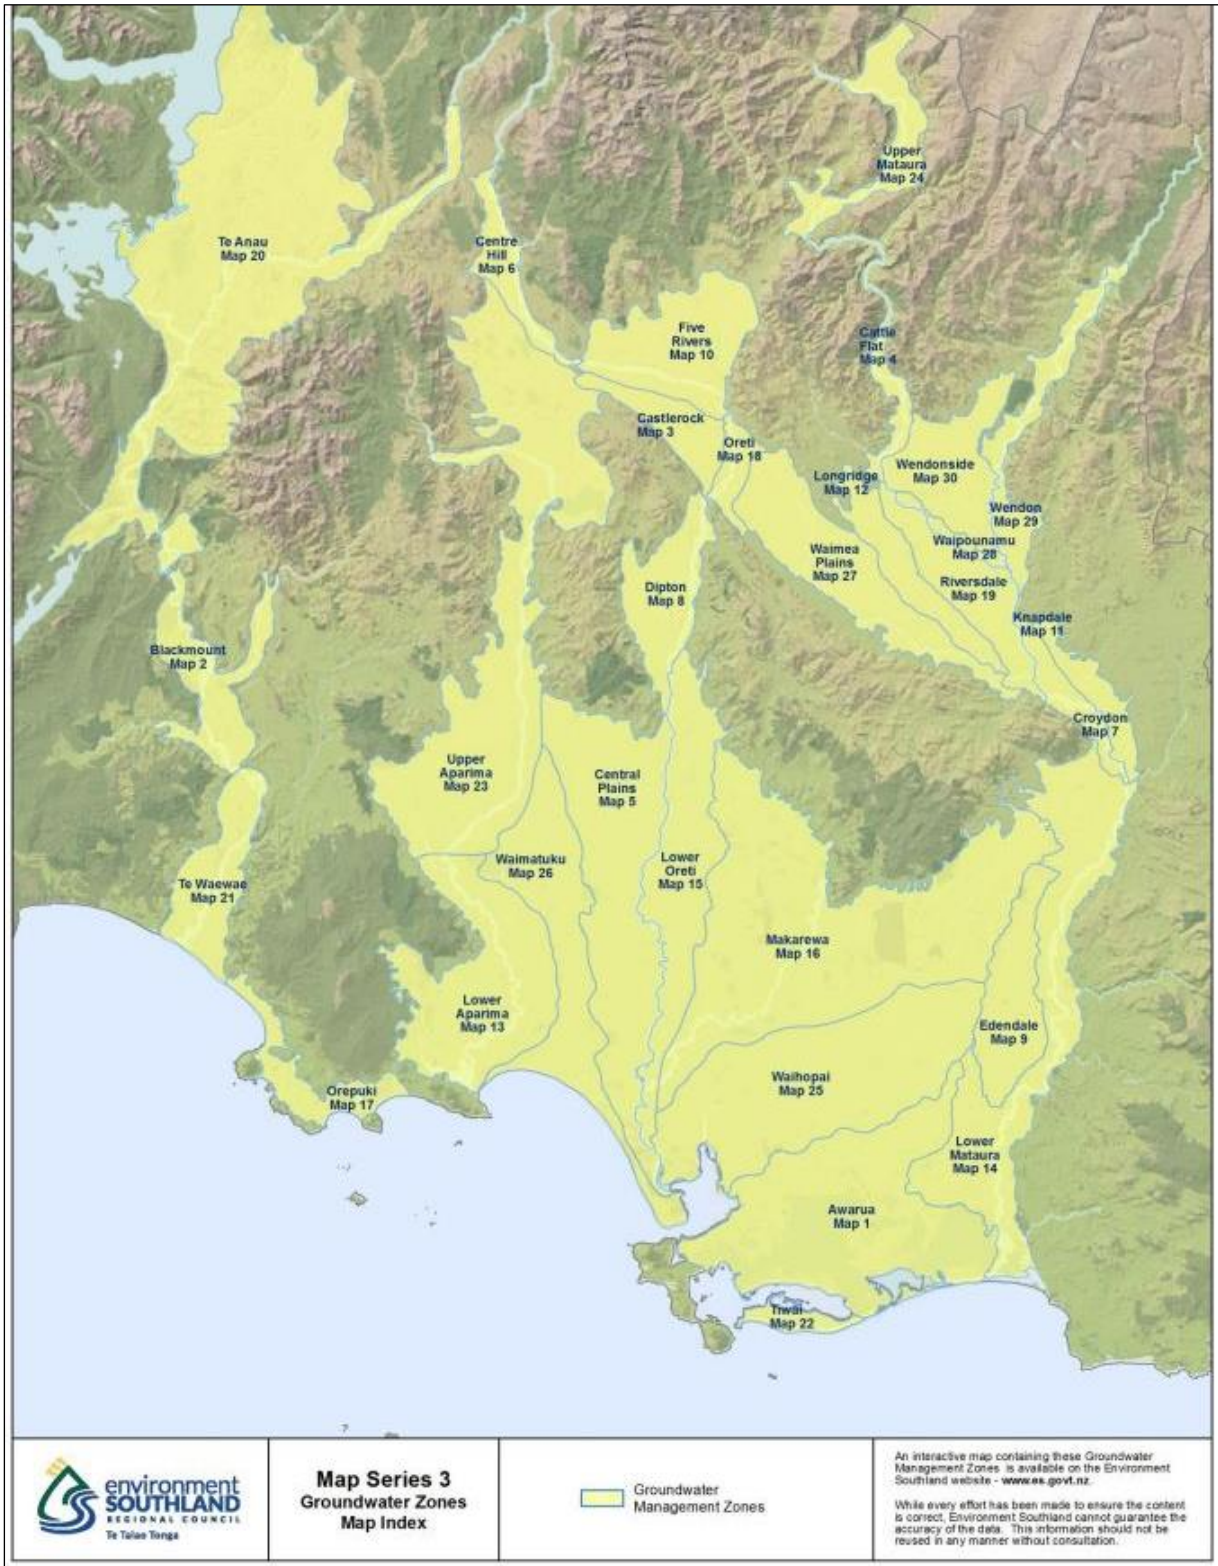 Upper
Mataura
Map 24
Te Anau
Map 20
Centre
Hill
Map 6
Five
Rivers
Map 10
Cattle
Flat
Map 4
Castlerock
Map 3
Oreti
Map 18
Longridge
Map 12
Wendonside
Map 30
Wendon
Map 29
Waipounamu
Map 28
Waimea
Plains
Map 27
Riversdale
Map 19
Dipton
Map 8
Knapdale
Map 11
Blackmount
Map 2
Croydon
Map 7
Upper
Aparima
Map 23
Central
Plains
Map 5
Waimatuku
Map 26
Lower
Oreti
Map 15
Te Waewae
Map 21
Makarewa
Map 16
Lower
Aparima
Map 13
Edendale
Map 9
Waihopai
Map 25
Orepuki
Map 17
Lower
Mataura
Map 14
Awarua
Map 1
Tiwai
Map 22
environment
SOUTHLAND
REGIONAL COUNCIL
Te Taiao Tonga
Map Series 3
Groundwater Zones
Map Index
Groundwater
Management Zones
An interactive map containing these Groundwater
Management Zones is available on the Environment
Southland website - www.es.govt.nz.
While every effort has been made to ensure the content
is correct, Environment Southland cannot guarantee the
accuracy of the data. This information should not be
reused in any manner without consultation.